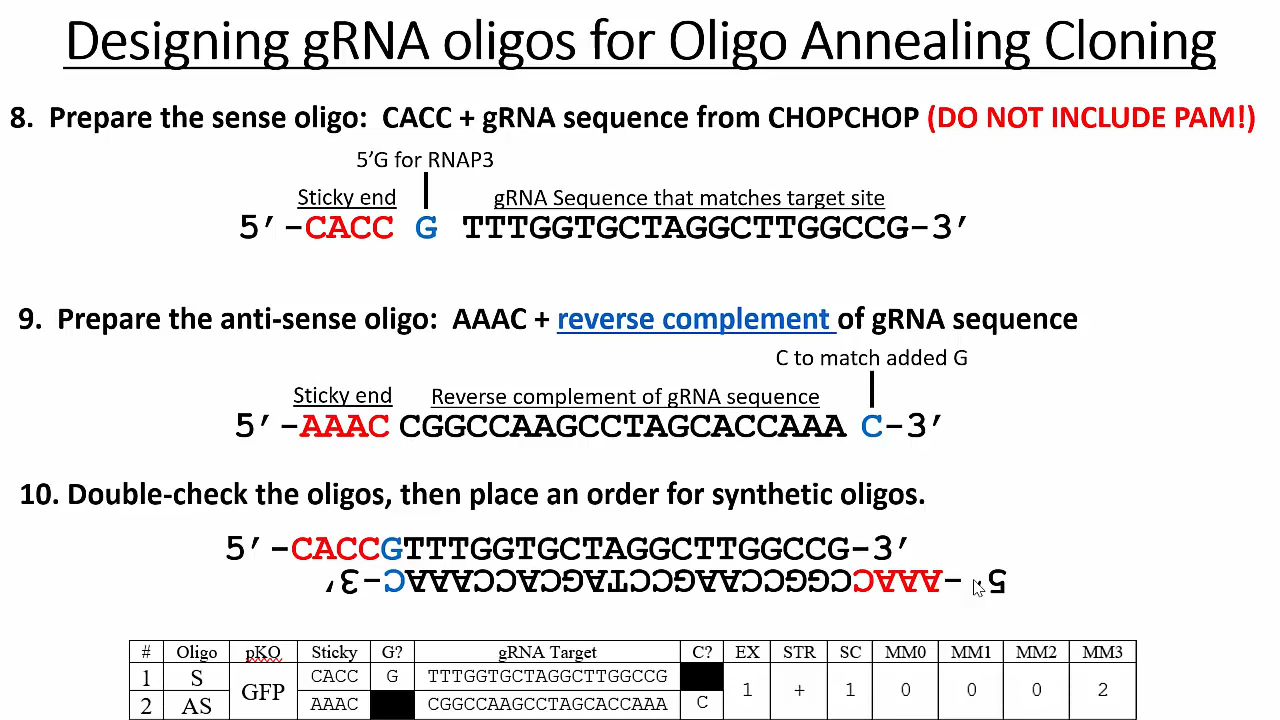 Designing gRNA oligos for Oligo Annealing Cloning
8. Prepare the sense oligo: CACC + gRNA sequence from CHOPCHOP (DO NOT INCLUDE PAM!)
5’G for RNAP3
Sticky end gRNA Sequence that matches target site
5’-CACC G TTTGGTGCTAGGCTTGGCCG-3’
9. Prepare the anti-sense oligo: AAAC + reverse complement of gRNA sequence
C to match added G
Sticky end Reverse complement of gRNA sequence
5’-AAAC CGGCCAAGCCTAGCACCAAA C-3’
10. Double-check the oligos, then place an order for synthetic oligos.
5’-CACCGTTTGGTGCTAGGCTTGGCCG-3’
5’-AAACCGGCCAAGCCTAGCACCAAAC-3’
# Oligo pKO Sticky G? gRNA Target C? EX STR SC MM0 MM1 MM2 MM3
1 S GFP CACC G TTTGGTGCTAGGCTTGGCCG 1 + 1 0 0 0 2
2 AS AAAC CGGCCAAGCCTAGCACCAAA C